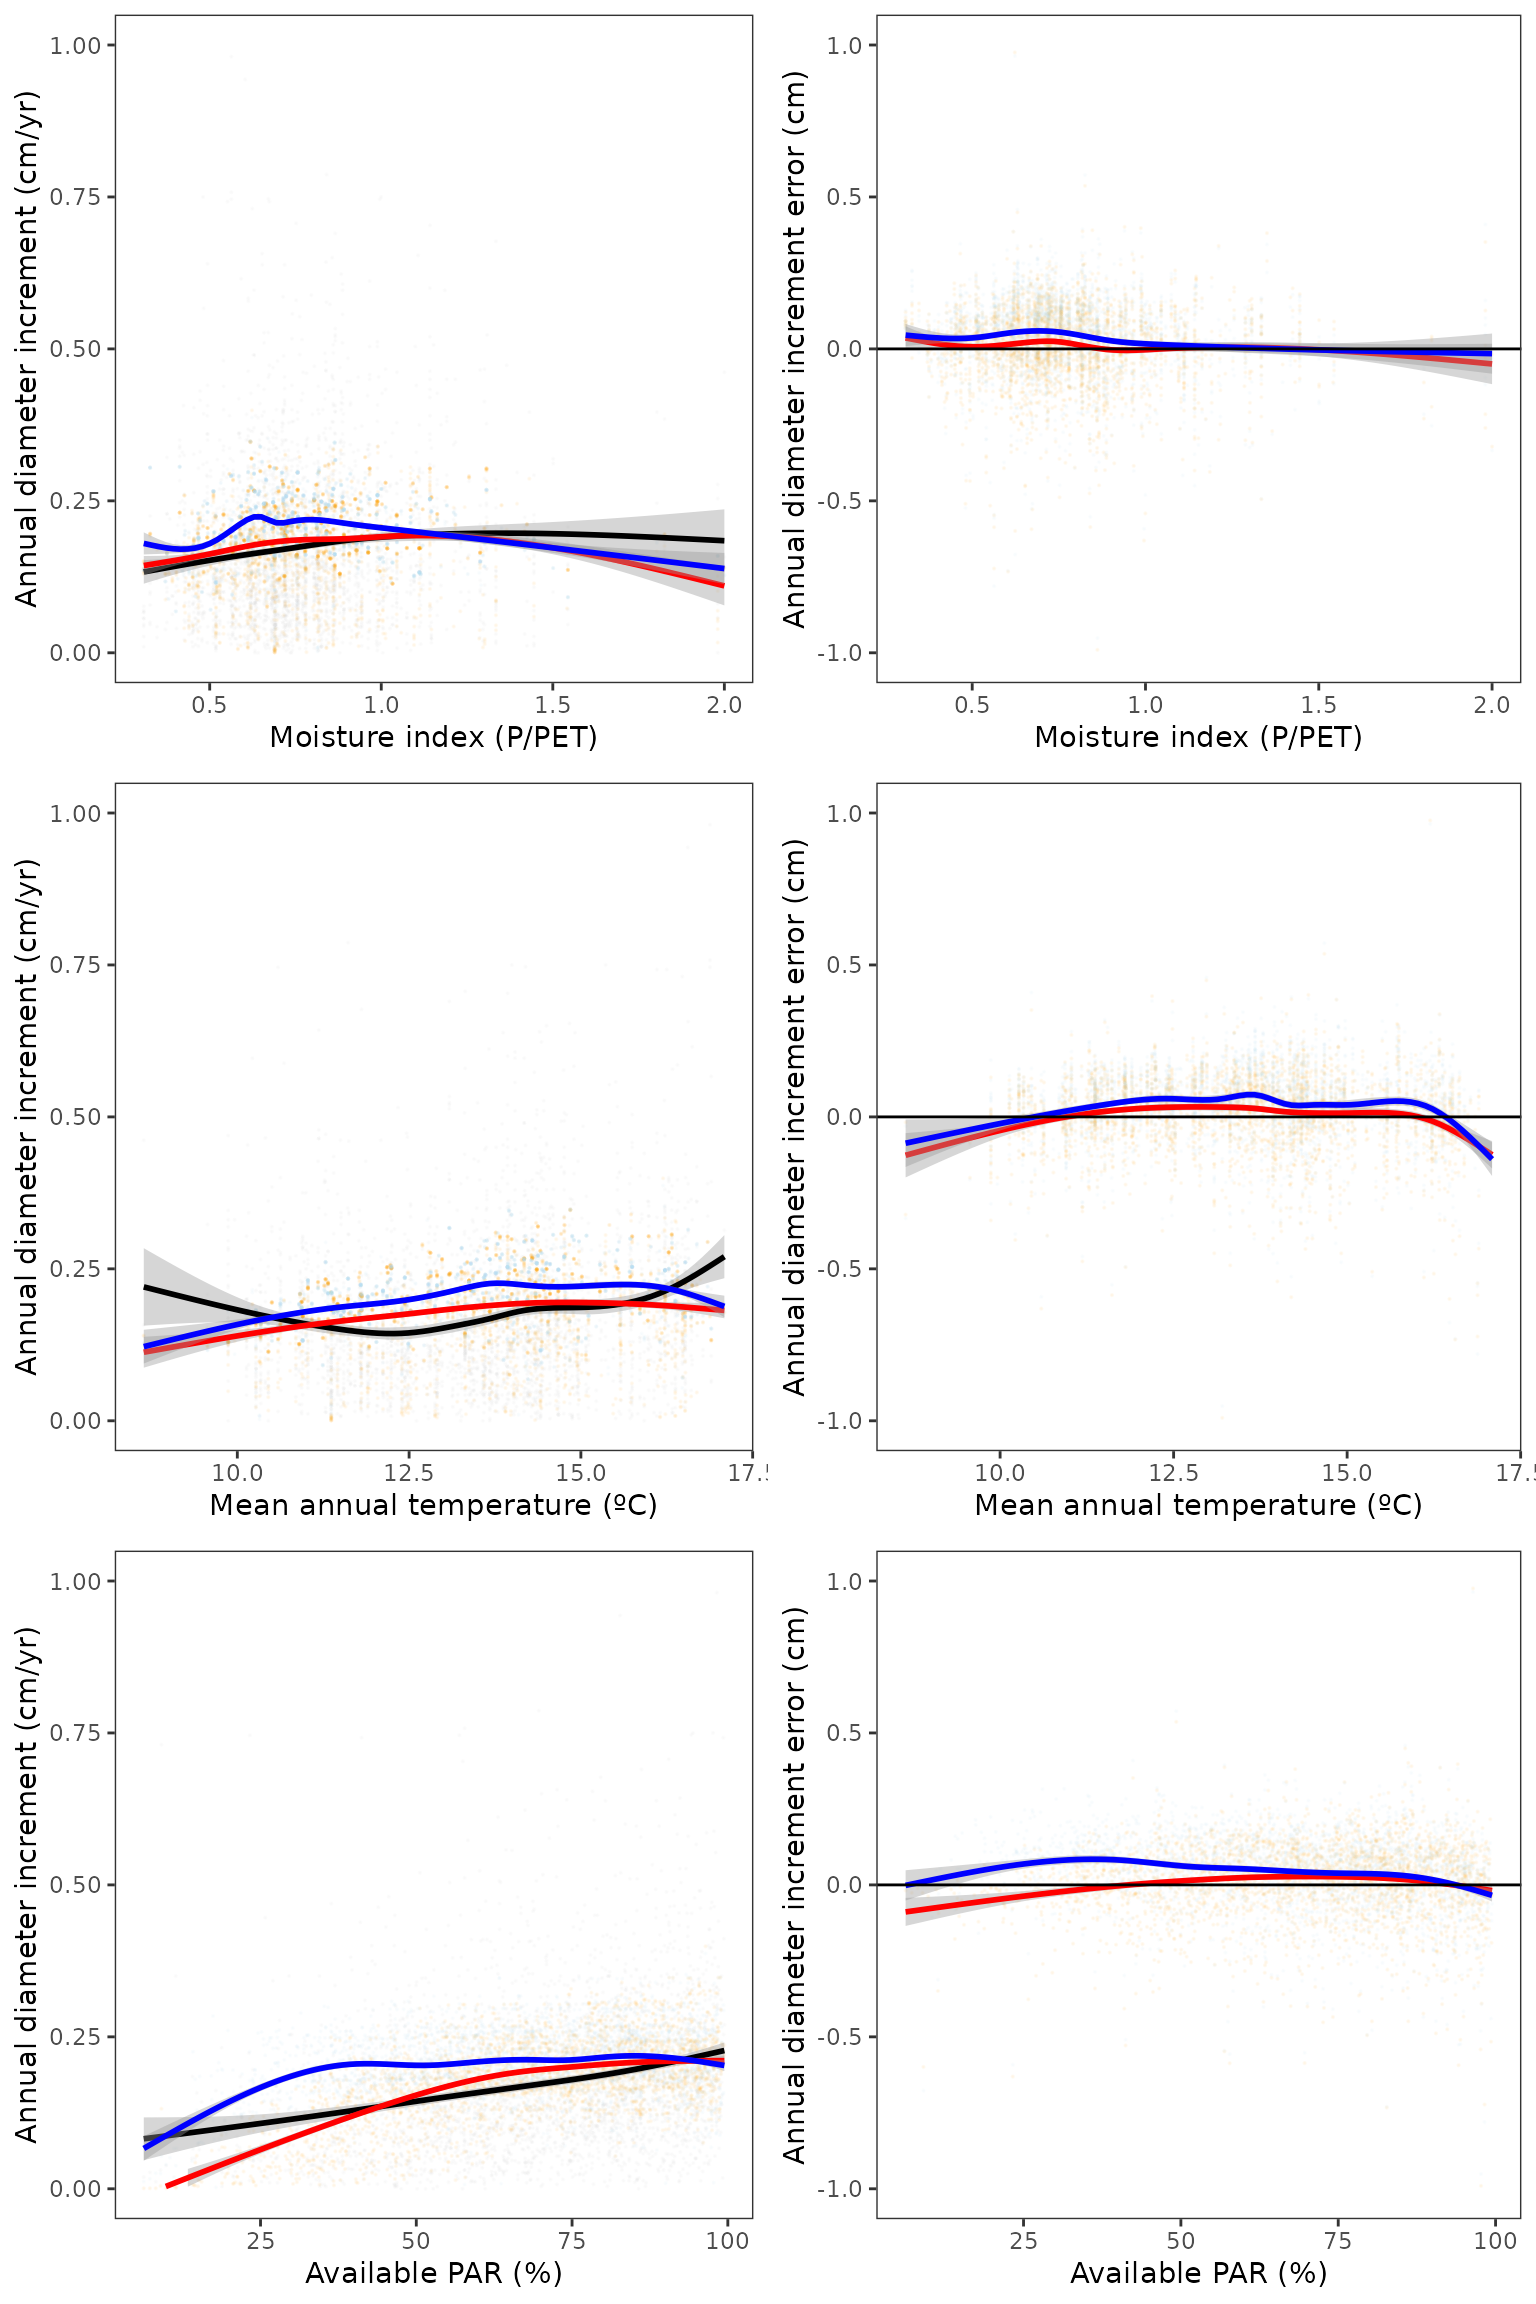 Annual diameter increment (cm/yr)
1.00
0.75
0.50
0.25
0.00
0.5 1.0 1.5 2.0
Moisture index (P/PET)
Annual diameter increment error (cm)
1.0
0.5
0.0
-0.5
-1.0
0.5 1.0 1.5 2.0
Moisture index (P/PET)
Annual diameter increment (cm/yr)
1.00
0.75
0.50
0.25
0.00
10.0 12.5 15.0
Mean annual temperature (ºC)
Annual diameter increment error (cm)
1.0
0.5
0.0
-0.5
-1.0
10.0 12.5 15.0
Mean annual temperature (ºC)
Annual diameter increment (cm/yr)
1.00
0.75
0.50
0.25
0.00
25 50 75 100
Available PAR (%)
Annual diameter increment error (cm)
1.0
0.5
0.0
-0.5
-1.0
25 50 75 100
Available PAR (%)